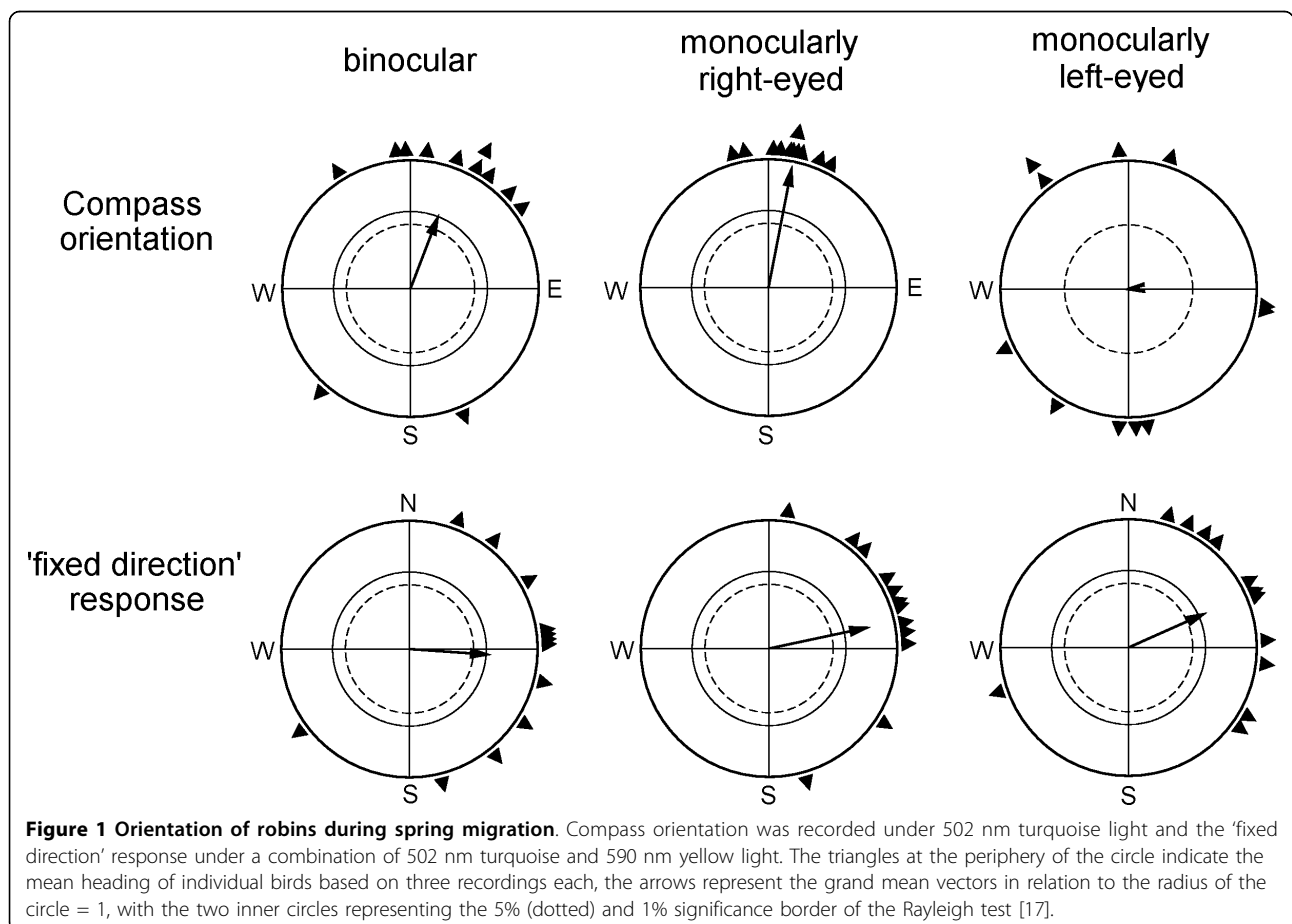 binocular
monocularly
right-eyed
monocularly
left-eyed
Compass
orientation
W
E
S
W
E
S
W
'fixed direction'
response
N
W
S
W
S
N
W
S
Figure 1 Orientation of robins during spring migration. Compass orientation was recorded under 502 nm turquoise light and the ‘fixed
direction’ response under a combination of 502 nm turquoise and 590 nm yellow light. The triangles at the periphery of the circle indicate the
mean heading of individual birds based on three recordings each, the arrows represent the grand mean vectors in relation to the radius of the
circle = 1, with the two inner circles representing the 5% (dotted) and 1% significance border of the Rayleigh test [17].